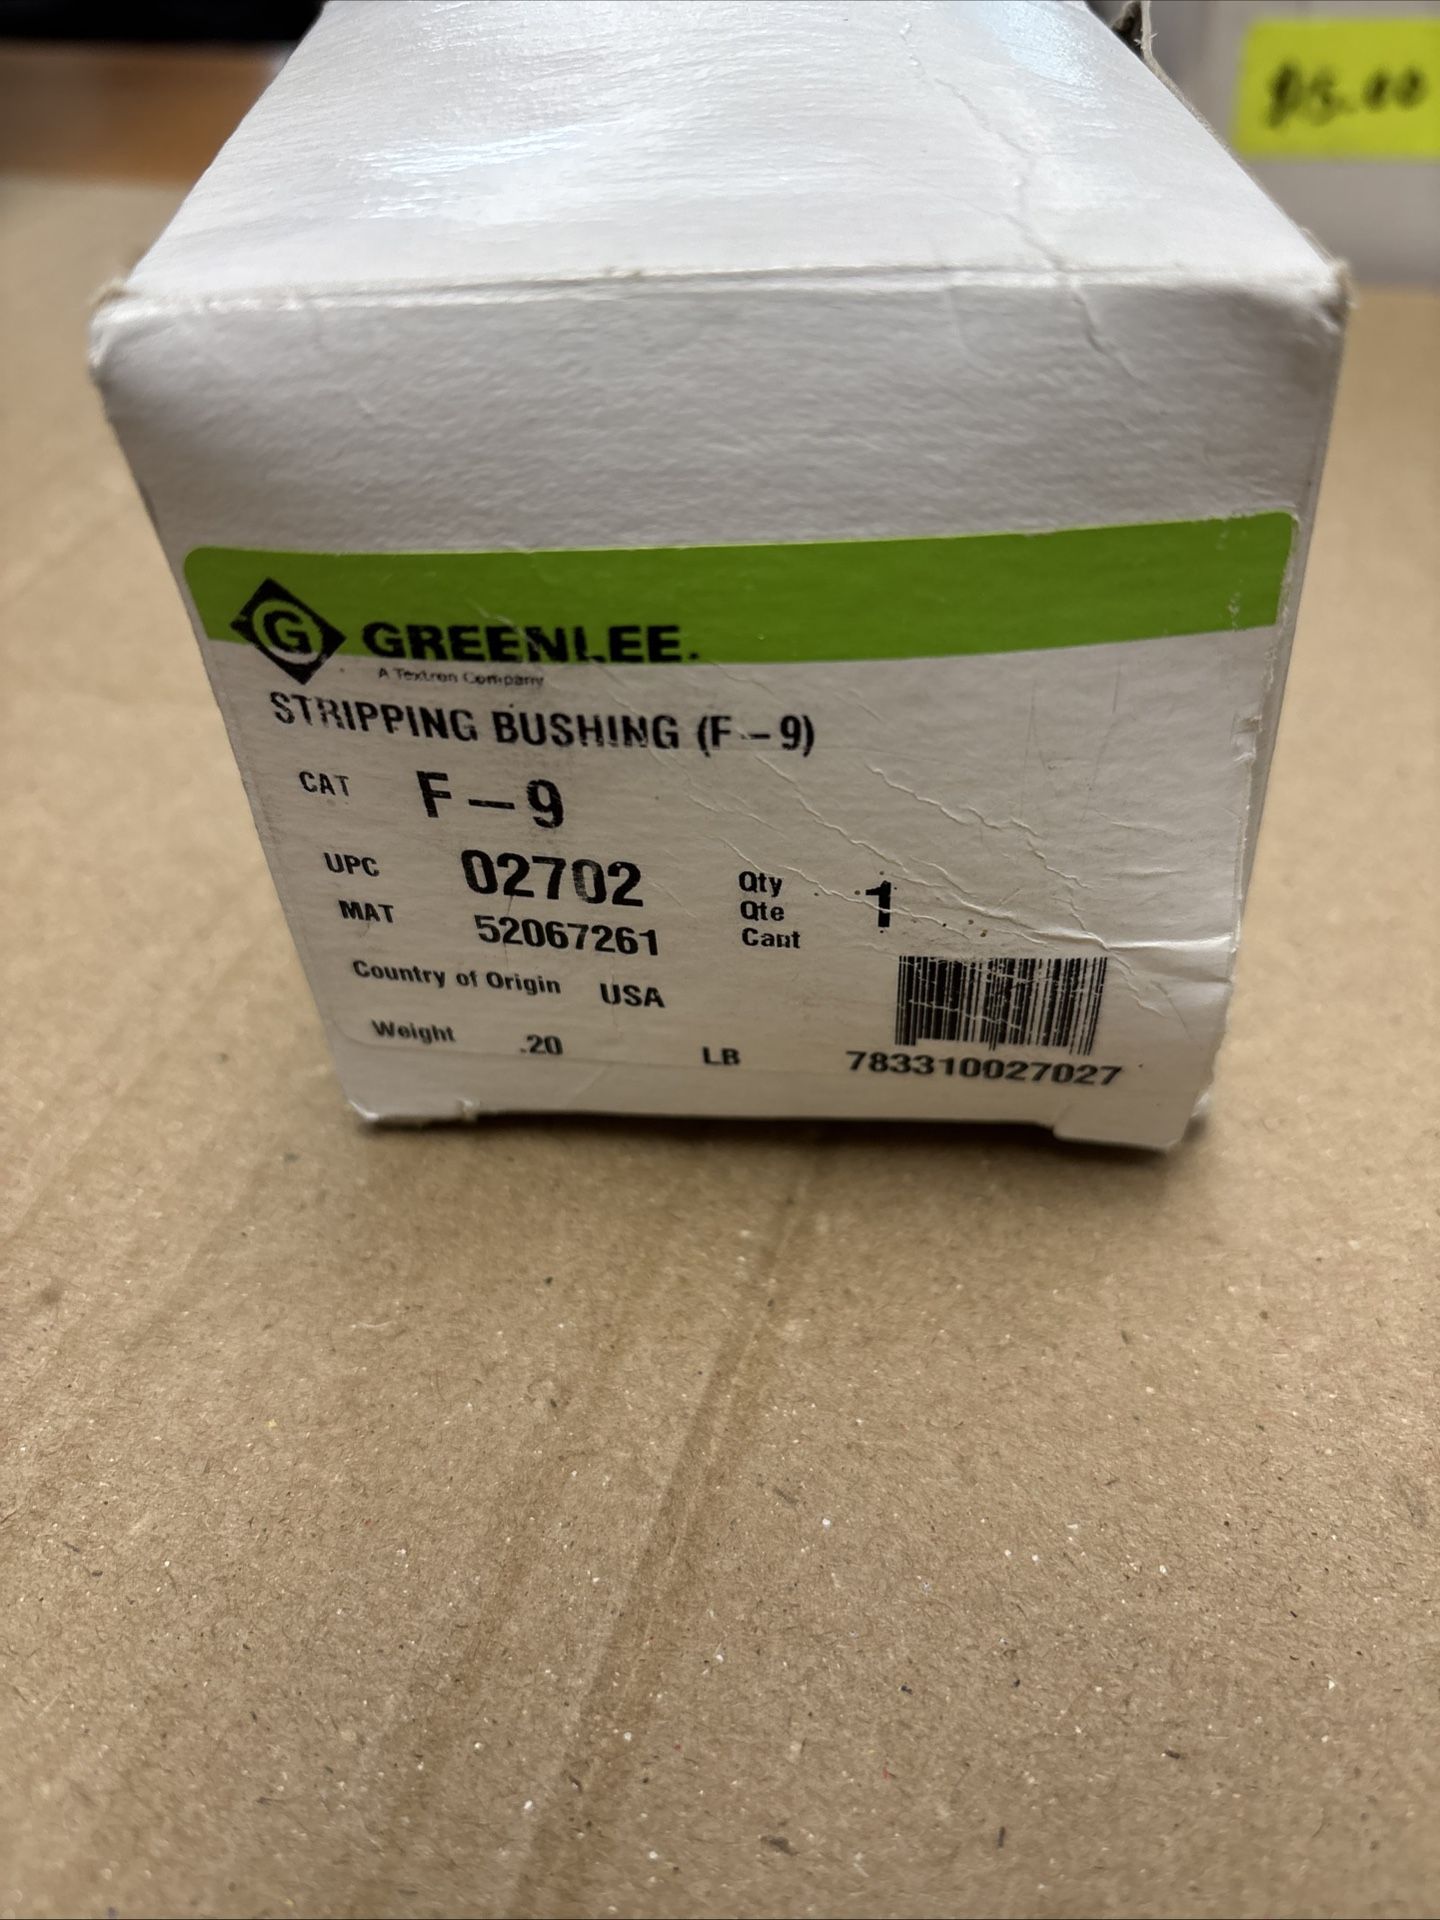 $5.00
G GREENLEE.
A Textron Company
STRIPPING BUSHING (F-9)
CAT F-9
UPC 02702
MAT 52067261
Qty
Qte 1
Cant
Country of Origin USA
Weight .20 LB
783310027027